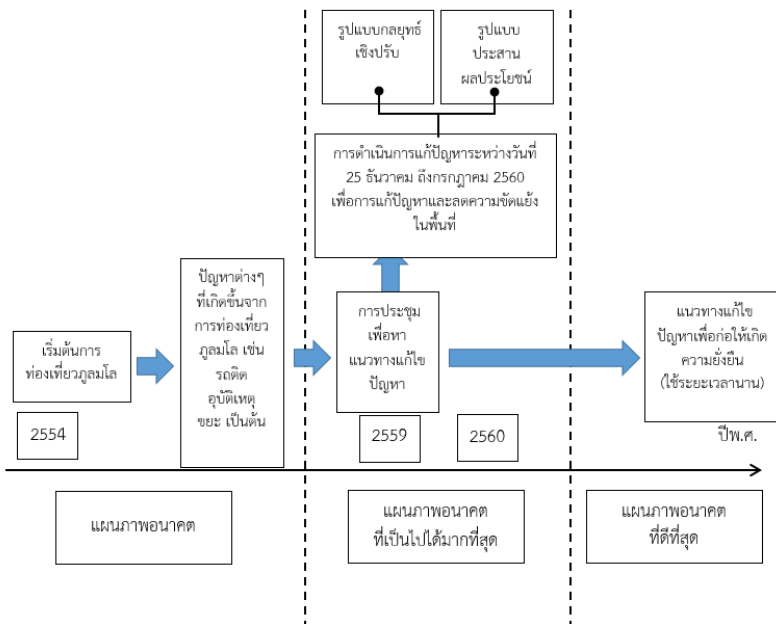 รูปแบบกลยุทธ์
เชิงปรับ
รูปแบบ
ประสาน
ผลประโยชน์
การดำเนินการแก้ปัญหาระหว่างวันที่
25 ธันวาคม ถึงกรกฎาคม 2560
เพื่อการแก้ปัญหาและลดความขัดแย้ง
ในพื้นที่
เริ่มต้นการ
ท่องเที่ยวภูลมโล
ปัญหาต่างๆ
ที่เกิดขึ้นจาก
การท่องเที่ยว
ภูลมโล เช่น
รถติด
อุบัติเหตุ
ขยะ เป็นต้น
การประชุม
เพื่อหา
แนวทางแก้ไข
ปัญหา
แนวทางแก้ไข
ปัญหาเพื่อก่อให้เกิด
ความยั่งยืน
(ใช้ระยะเวลานาน)
2554
2559
2560
ปีพ.ศ.
แผนภาพอนาคต
แผนภาพอนาคต
ที่เป็นไปได้มากที่สุด
แผนภาพอนาคต
ที่ดีที่สุด